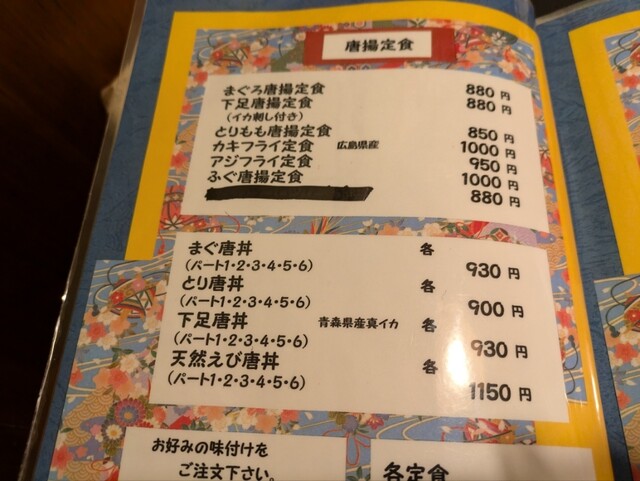 唐揚定食
まぐろ唐揚定食 880円
下足唐揚定食 880円
(イカ刺し付き)
とりもも唐揚定食 850円
カキフライ定食 広島県産 1000円
アジフライ定食 950円
ふぐ唐揚定食 1000円
880円
まぐ唐丼 各
(パート1・2・3・4・5・6) 930円
とり唐丼 各
(パート1・2・3・4・5・6) 900円
下足唐丼 青森県産真イカ 各
(パート1・2・3・4・5・6) 930円
天然えび唐丼 各
(パート1・2・3・4・5・6) 1150円
お好みの味付けを
ご注文下さい。
各定食